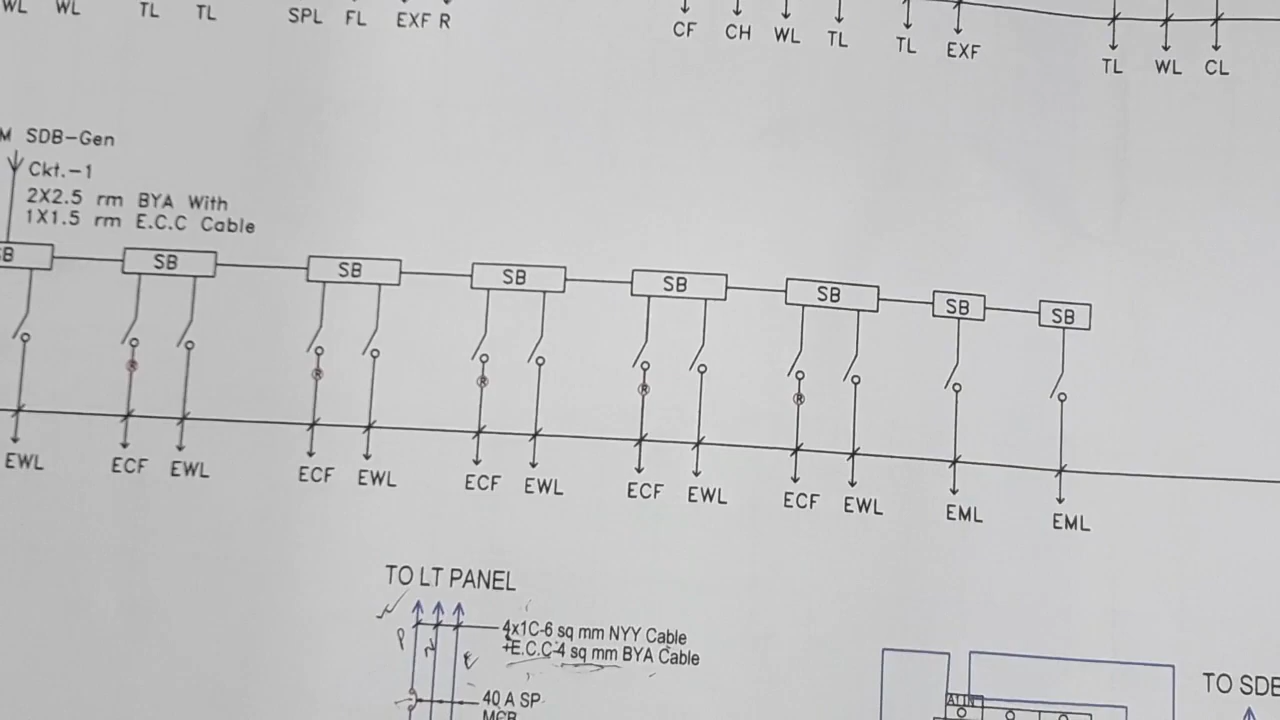 WL WL TL TL SPL FL EXF R
CF CH WL TL TL EXF TL WL CL
M SDB-Gen
Ckt.-1
2X2.5 rm BYA With
1X1.5 rm E.C.C Cable
SB SB SB SB SB SB SB SB
R R R R R
EWL ECF EWL ECF EWL ECF EWL ECF EWL ECF EWL EML EML
TO LT PANEL
4x1C-6 sq mm NYY Cable
+E.C.C-4 sq mm BYA Cable
P N E
40 A SP
MCB
TO SDB